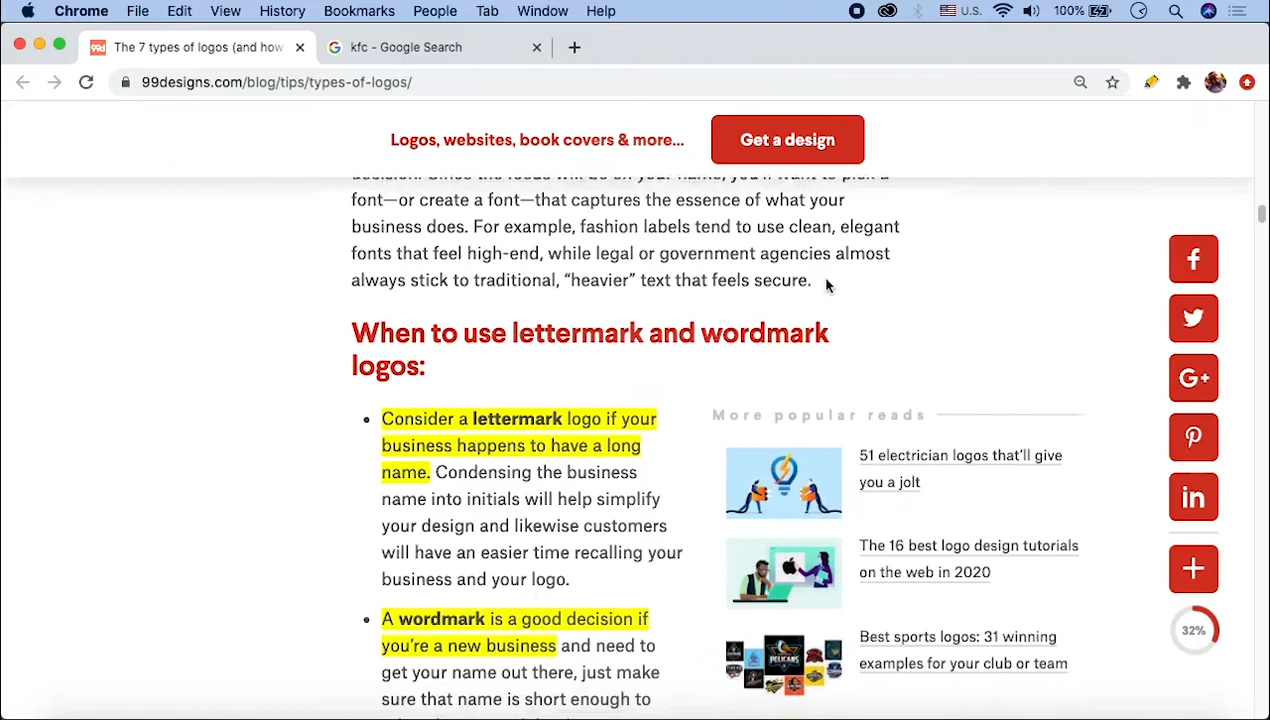 Chrome File Edit View History Bookmarks People Tab Window Help U.S. 100%
99d The 7 types of logos (and how
kfc - Google Search
99designs.com/blog/tips/types-of-logos/
Logos, websites, book covers & more...
Get a design
font—or create a font—that captures the essence of what your
business does. For example, fashion labels tend to use clean, elegant
fonts that feel high-end, while legal or government agencies almost
always stick to traditional, “heavier” text that feels secure.
When to use lettermark and wordmark
logos:
Consider a lettermark logo if your
business happens to have a long
name. Condensing the business
name into initials will help simplify
your design and likewise customers
will have an easier time recalling your
business and your logo.
A wordmark is a good decision if
you’re a new business and need to
get your name out there, just make
sure that name is short enough to
More popular reads
51 electrician logos that’ll give
you a jolt
The 16 best logo design tutorials
on the web in 2020
Best sports logos: 31 winning
examples for your club or team
PELICANS
f
G+
in
32%